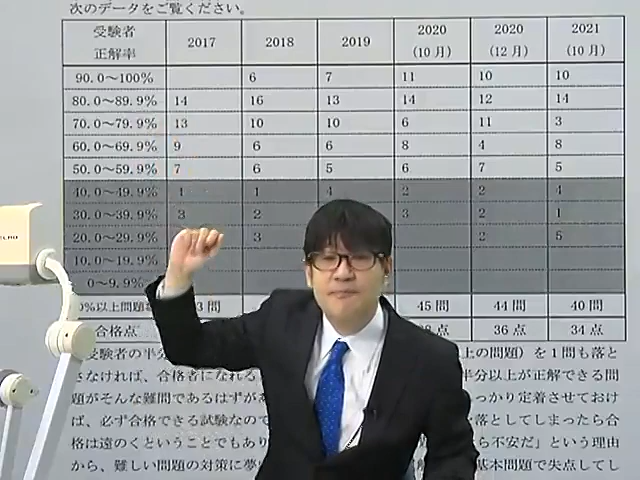 次のデータをご覧ください。
受験者正解率 2017 2018 2019 2020(10月) 2020(12月) 2021(10月)
90.0～100% 6 7 11 10 10
80.0～89.9% 14 16 13 14 12 14
70.0～79.9% 13 10 10 6 11 3
60.0～69.9% 9 6 6 8 4 8
50.0～59.9% 7 6 5 6 7 5
40.0～49.9% 1 1 4 2 2 4
30.0～39.9% 3 2 3 2 1
20.0～29.9% 3 2 5
10.0～19.9%
0～9.9%
%以上問題 3問 45問 44問 40問
合格点 8点 36点 34点
受験者の半分 上の問題）を1問も落と
さなければ、合格者になれる 半分以上が正解できる問
題がそんな難問であるはずがあ っかり定着させておけ
ば、必ず合格できる試験なので を落としてしまったら合
格は遠のくということでもあり ら不安だ」という理由
から、難しい問題の対策に夢 基本問題で失点してし